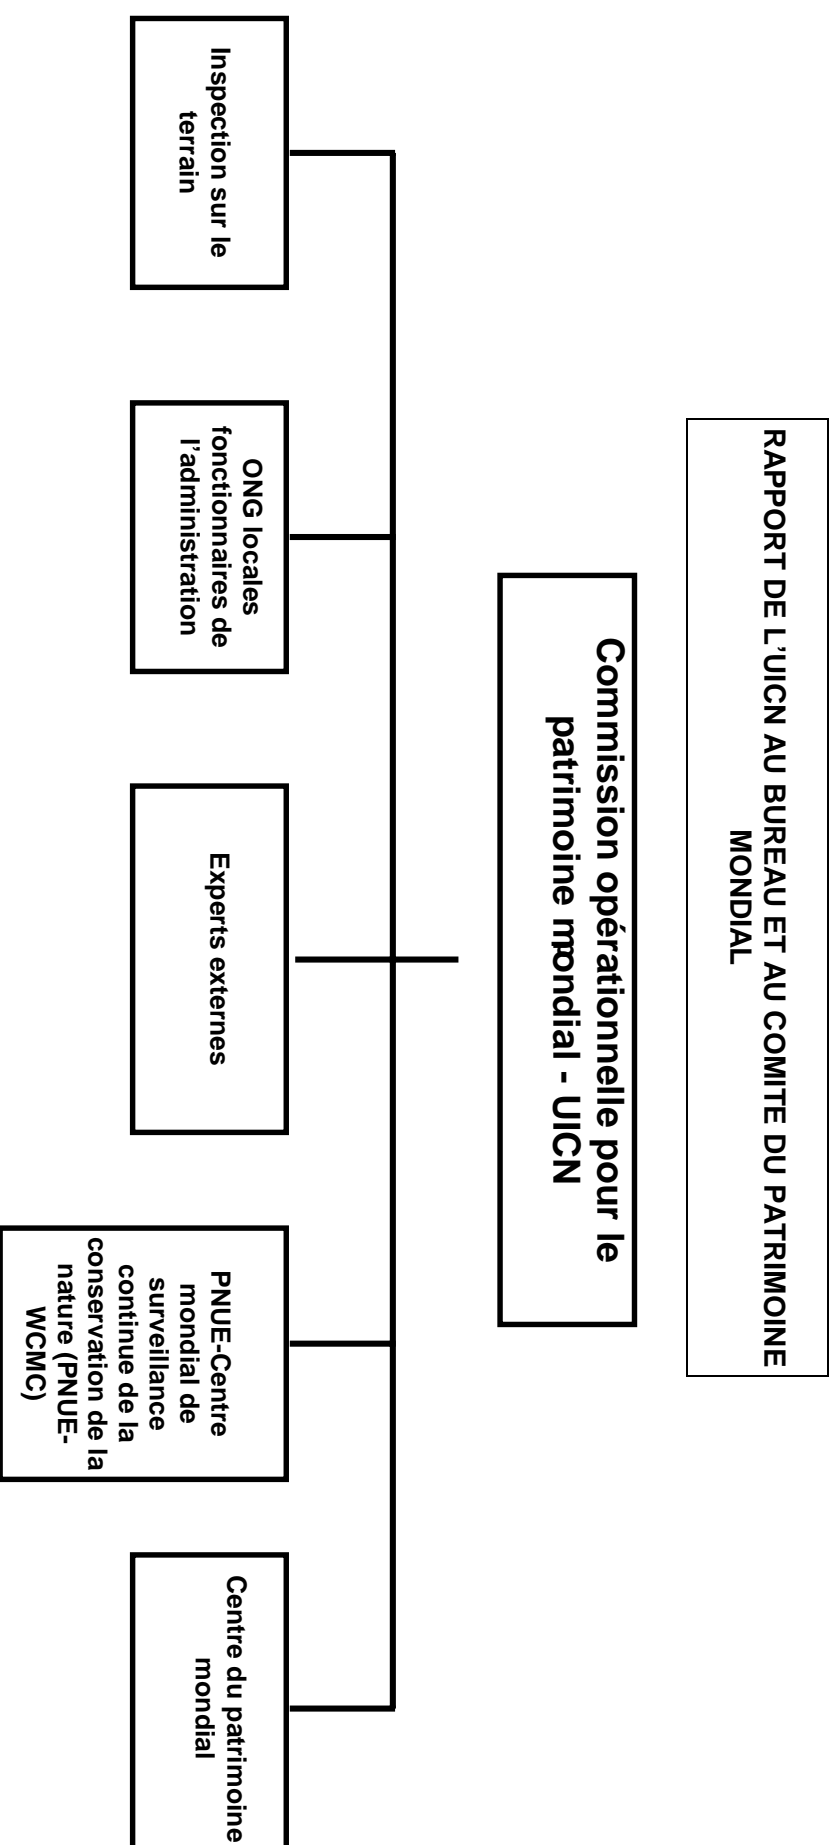 RAPPORT DE L'UICN AU BUREAU ET AU COMITE DU PATRIMOINE
MONDIAL
Commission opérationnelle pour le
patrimoine mondial - UICN
Inspection sur le
terrain
ONG locales
fonctionnaires de
l'administration
Experts externes
PNUE-Centre
mondial de
surveillance
continue de la
conservation de la
nature (PNUE-
WCMC)
Centre du patrimoine
mondial